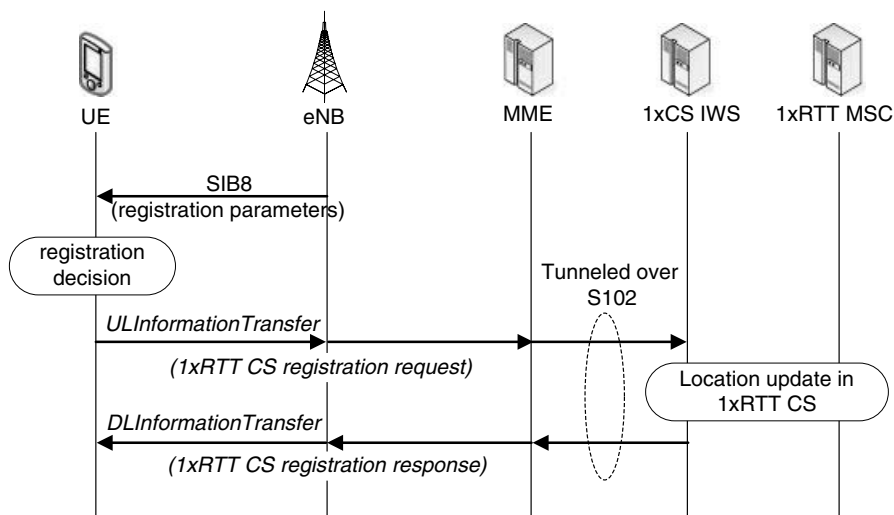 UE
eNB
MME
1xCS IWS
1xRTT MSC
SIB8
(registration parameters)
registration
decision
Tunneled over
S102
ULInformationTransfer
(1xRTT CS registration request)
Location update in
1xRTT CS
DLInformationTransfer
(1xRTT CS registration response)